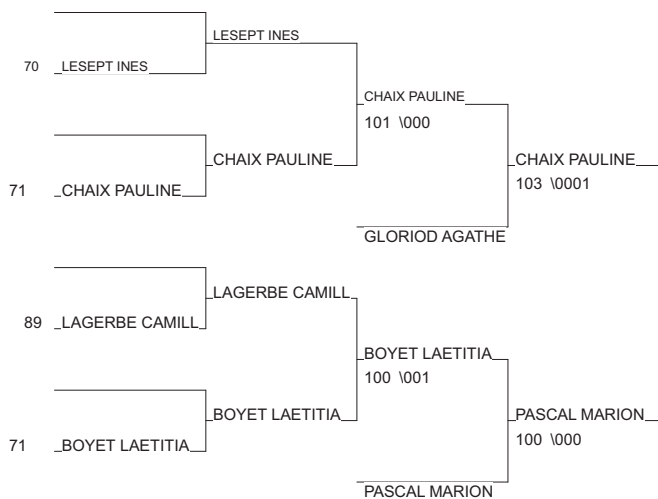 LESEPT INES
70 LESEPT INES
CHAIX PAULINE
101 \000
CHAIX PAULINE
CHAIX PAULINE
103 \0001
71 CHAIX PAULINE
GLORIOD AGATHE
LAGERBE CAMILL
89 LAGERBE CAMILL
BOYET LAETITIA
100 \001
BOYET LAETITIA
PASCAL MARION
100 \000
71 BOYET LAETITIA
PASCAL MARION